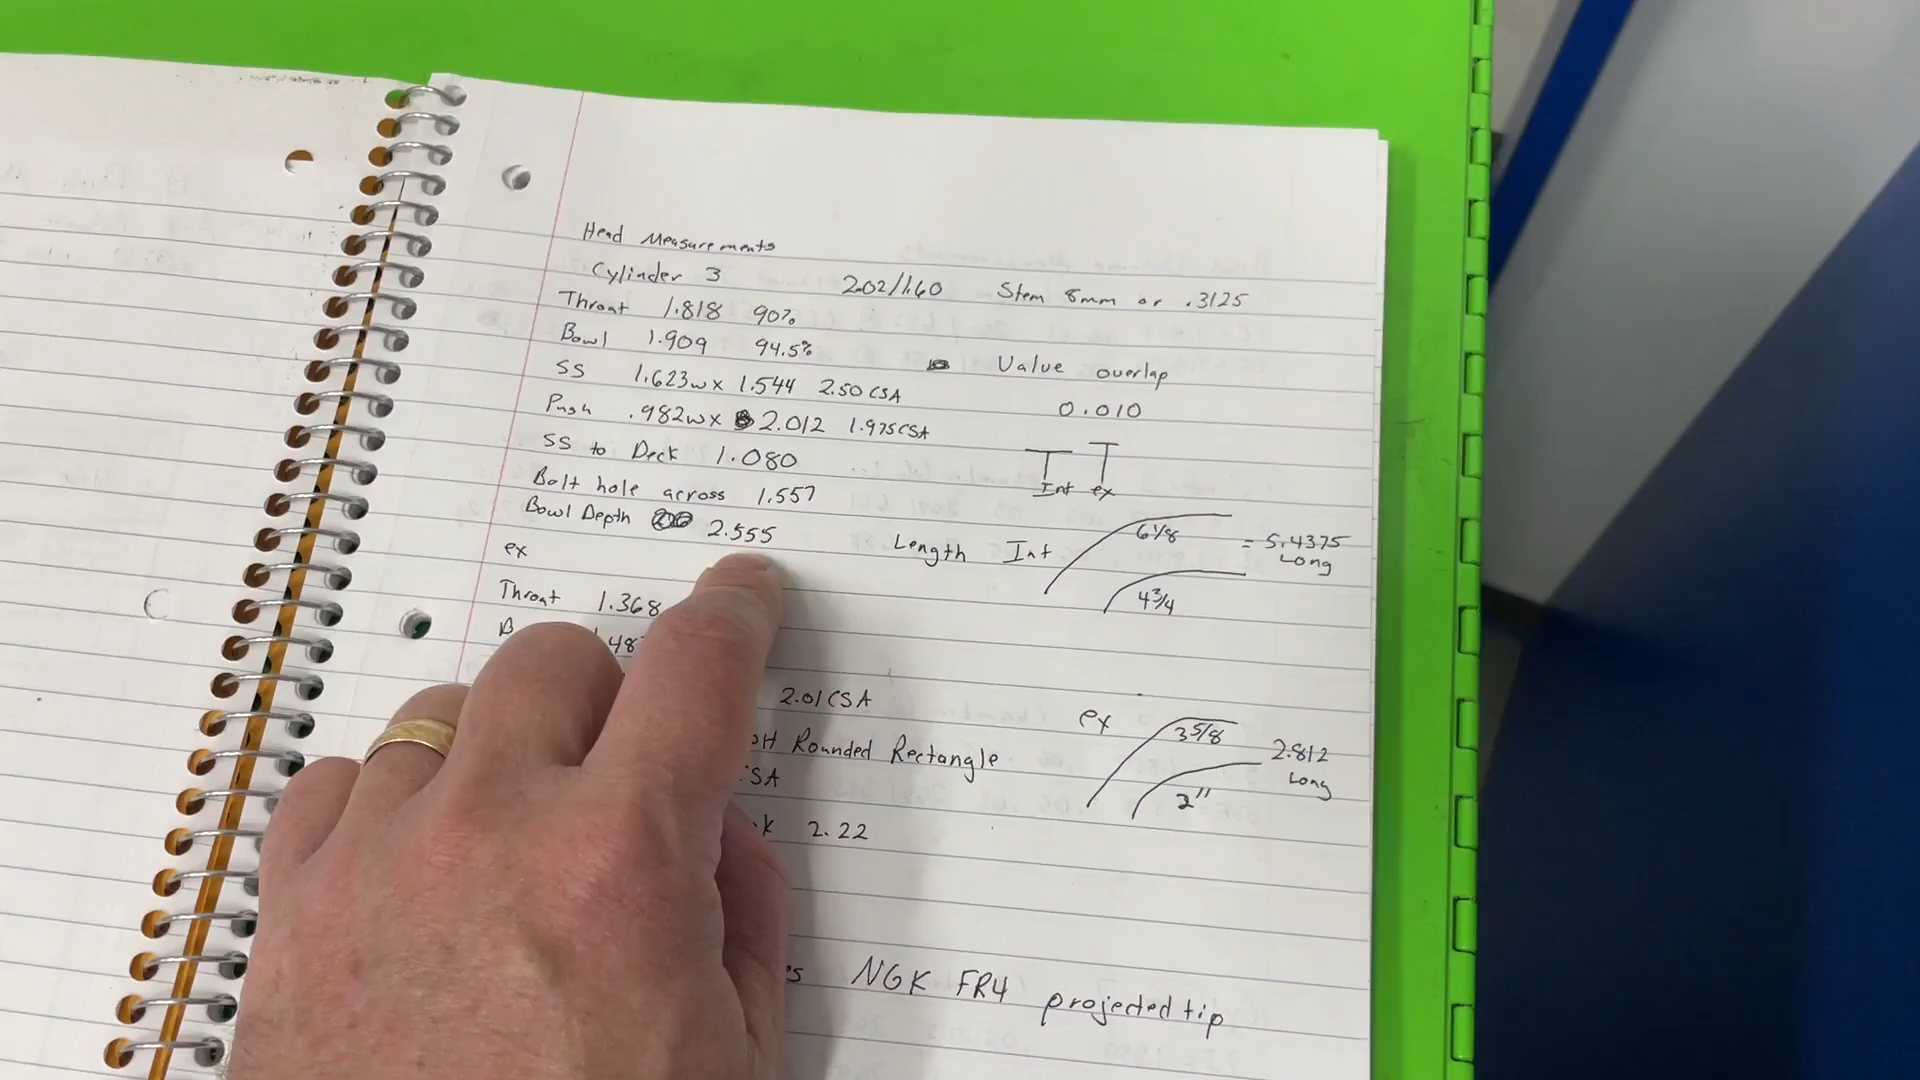 Head Measurements
Cylinder 3 2.02/1.60 Stem 8mm or .3125
Throat 1.818 90%
Bowl 1.909 94.5%
SS 1.623w x 1.544 2.50 CSA
Push .982w x 2.012 1.975 CSA
SS to Deck 1.080
Bolt hole across 1.557
Bowl Depth 2.555
Value overlap
0.010
Int ex
Length Int 6 1/8 = 5.4375
Long
4 3/4
ex
Throat 1.368
2.01 CSA
Rounded Rectangle
2.22
ex 3 5/8 2.812
Long
2"
NGK FR4 projected tip